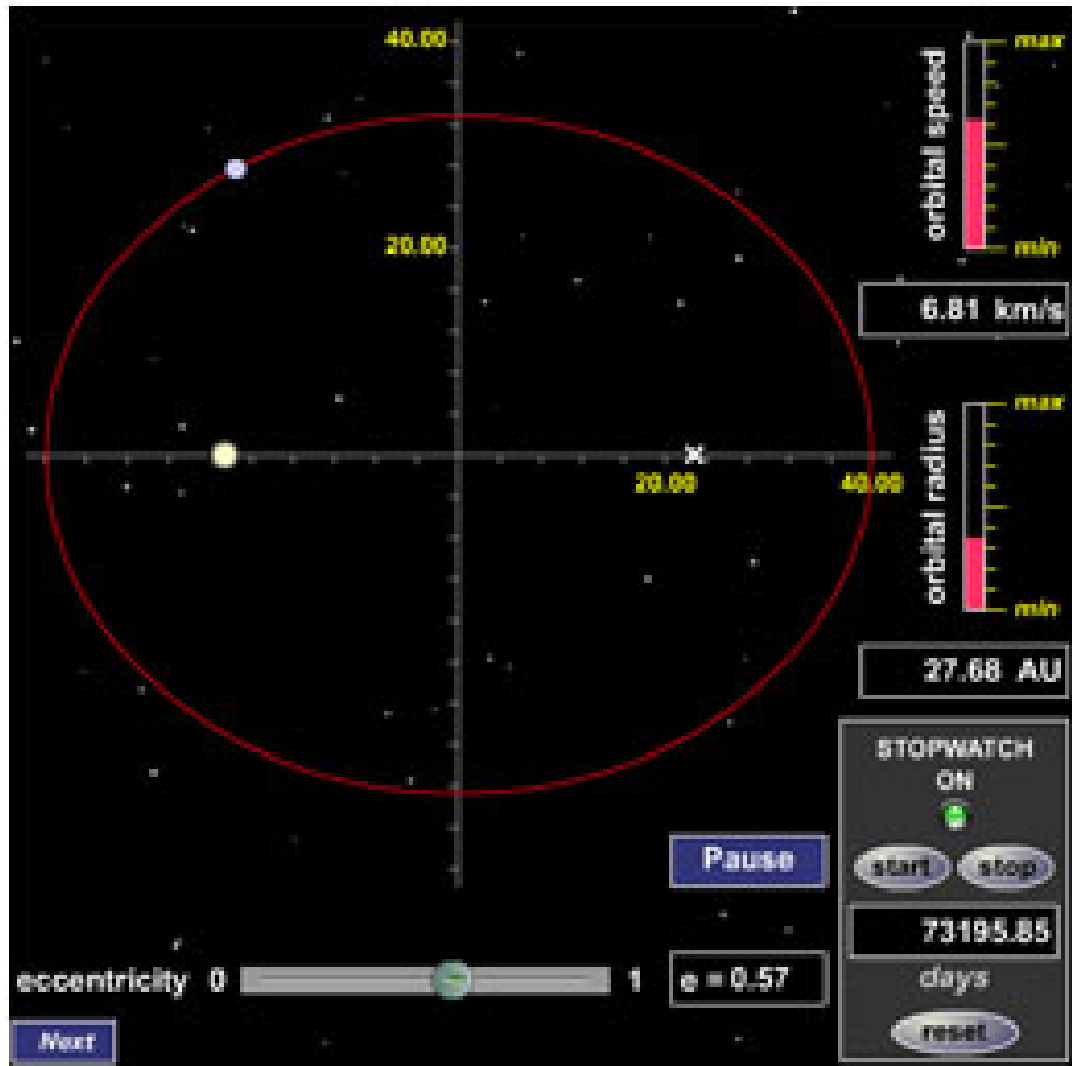 40.00
20.00
20.00
40.00
orbital speed
max
min
6.81 km/s
orbital radius
max
min
27.68 AU
STOPWATCH
ON
start stop
73195.85
days
reset
Pause
eccentricity 0 1 e = 0.57
Next